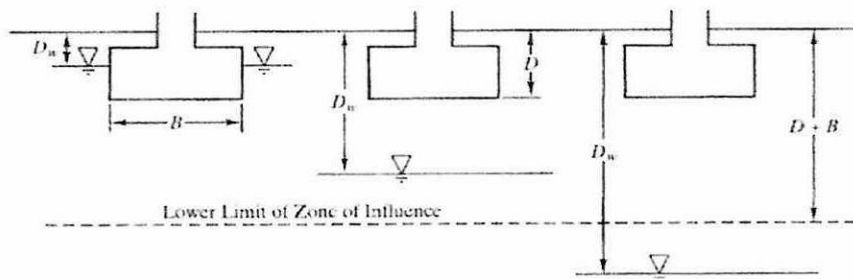 D_w
B
D_w
D
D_w
D + B
Lower Limit of Zone of Influence